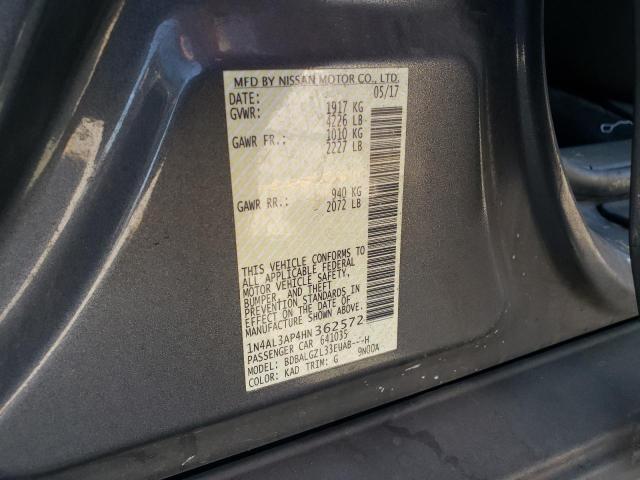 MFD BY NISSAN MOTOR CO., LTD.
DATE: 05/17
GVWR: 1917 KG
4226 LB
GAWR FR.: 1010 KG
2227 LB
GAWR RR.: 940 KG
2072 LB
THIS VEHICLE CONFORMS TO
ALL APPLICABLE FEDERAL
MOTOR VEHICLE SAFETY,
BUMPER, AND THEFT
PREVENTION STANDARDS IN
EFFECT ON THE DATE OF
MANUFACTURE SHOWN ABOVE.
1N4AL3AP4HN362572
PASSENGER CAR 641035
MODEL: BDBALGZL33EUAB---H
COLOR: KAD TRIM: G 9N00A